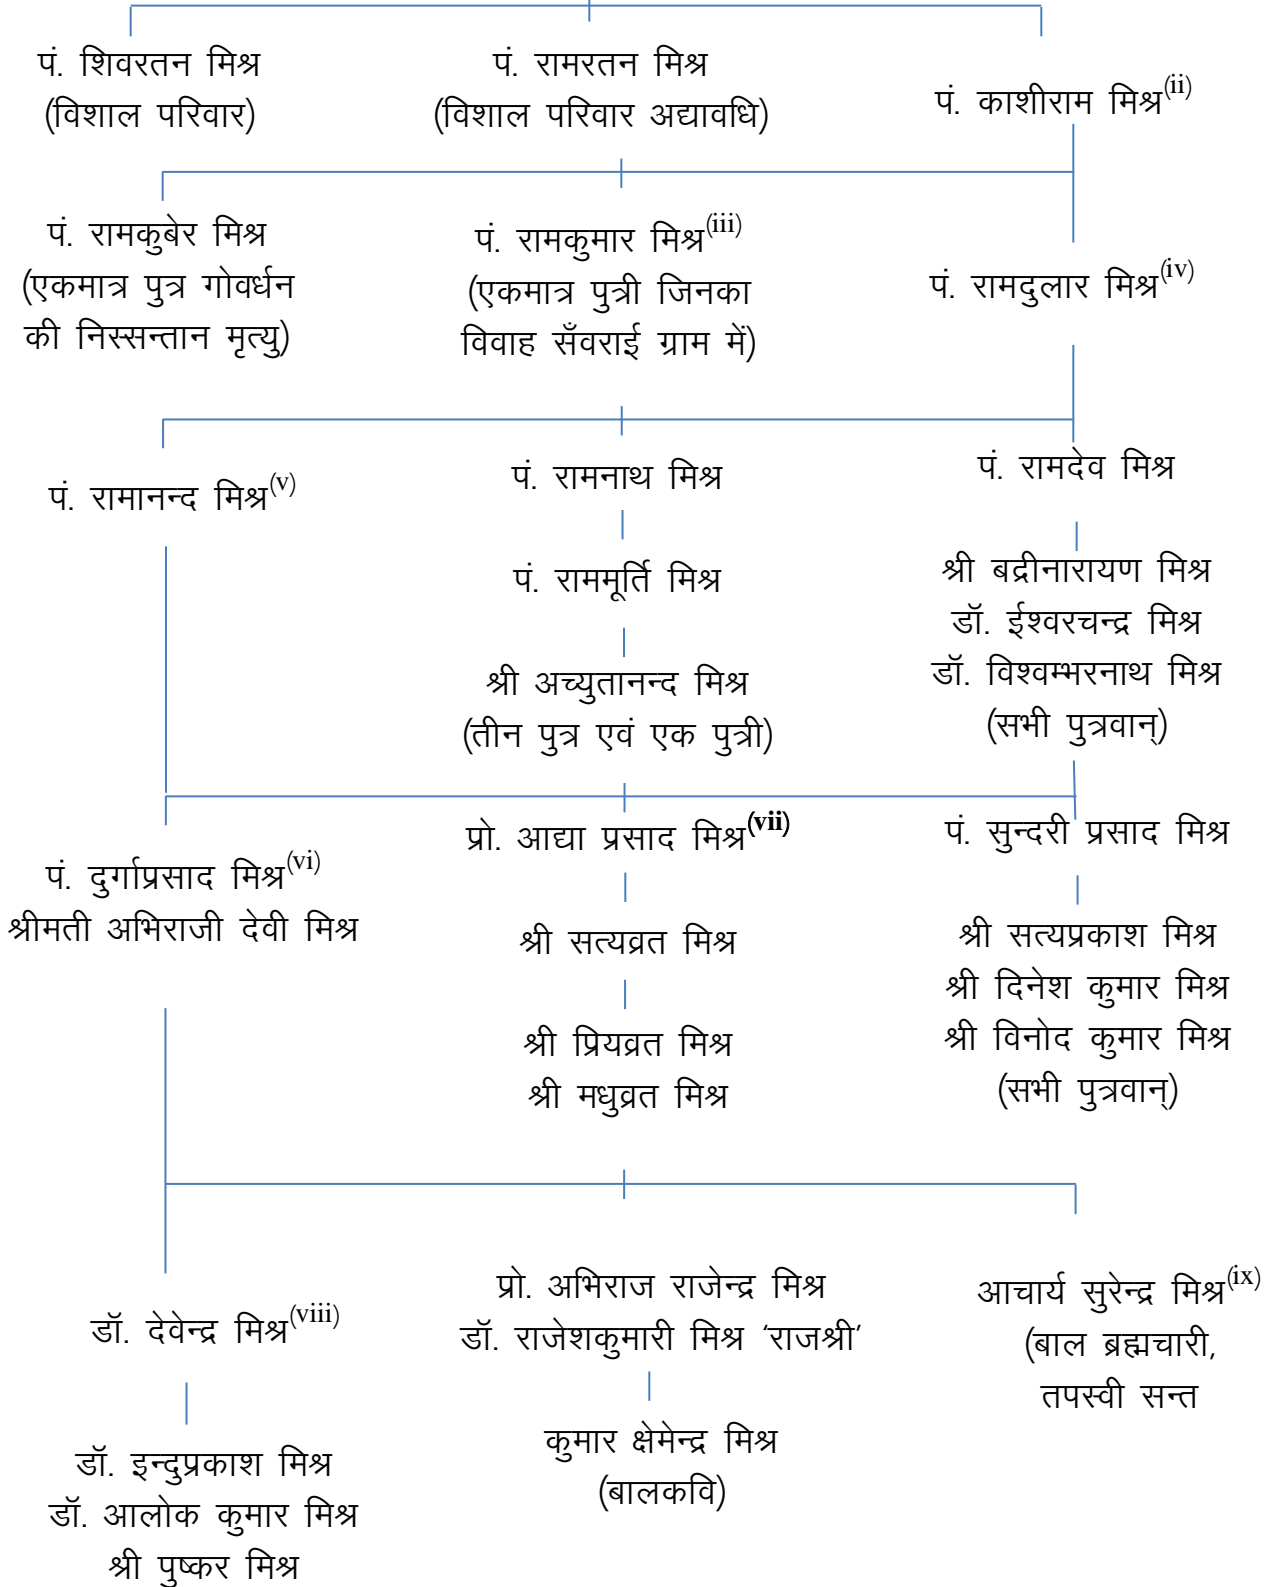 पं. शिवरतन मिश्र
(विशाल परिवार)
पं. रामरतन मिश्र
(विशाल परिवार अद्यावधि)
पं. काशीराम मिश्र(ii)
पं. रामकुबेर मिश्र
(एकमात्र पुत्र गोवर्धन
की निस्सन्तान मृत्यु)
पं. रामकुमार मिश्र(iii)
(एकमात्र पुत्री जिनका
विवाह सँवराई ग्राम में)
पं. रामदुलार मिश्र(iv)
पं. रामानन्द मिश्र(v)
पं. रामनाथ मिश्र
पं. राममूर्ति मिश्र
श्री अच्युतानन्द मिश्र
(तीन पुत्र एवं एक पुत्री)
पं. रामदेव मिश्र
श्री बद्रीनारायण मिश्र
डॉ. ईश्वरचन्द्र मिश्र
डॉ. विश्वम्भरनाथ मिश्र
(सभी पुत्रवान्)
पं. दुर्गाप्रसाद मिश्र(vi)
श्रीमती अभिराजी देवी मिश्र
प्रो. आद्या प्रसाद मिश्र(vii)
श्री सत्यव्रत मिश्र
श्री प्रियव्रत मिश्र
श्री मधुव्रत मिश्र
पं. सुन्दरी प्रसाद मिश्र
श्री सत्यप्रकाश मिश्र
श्री दिनेश कुमार मिश्र
श्री विनोद कुमार मिश्र
(सभी पुत्रवान्)
डॉ. देवेन्द्र मिश्र(viii)
डॉ. इन्दुप्रकाश मिश्र
डॉ. आलोक कुमार मिश्र
श्री पुष्कर मिश्र
प्रो. अभिराज राजेन्द्र मिश्र
डॉ. राजेशकुमारी मिश्र ‘राजश्री’
कुमार क्षेमेन्द्र मिश्र
(बालकवि)
आचार्य सुरेन्द्र मिश्र(ix)
(बाल ब्रह्मचारी,
तपस्वी सन्त